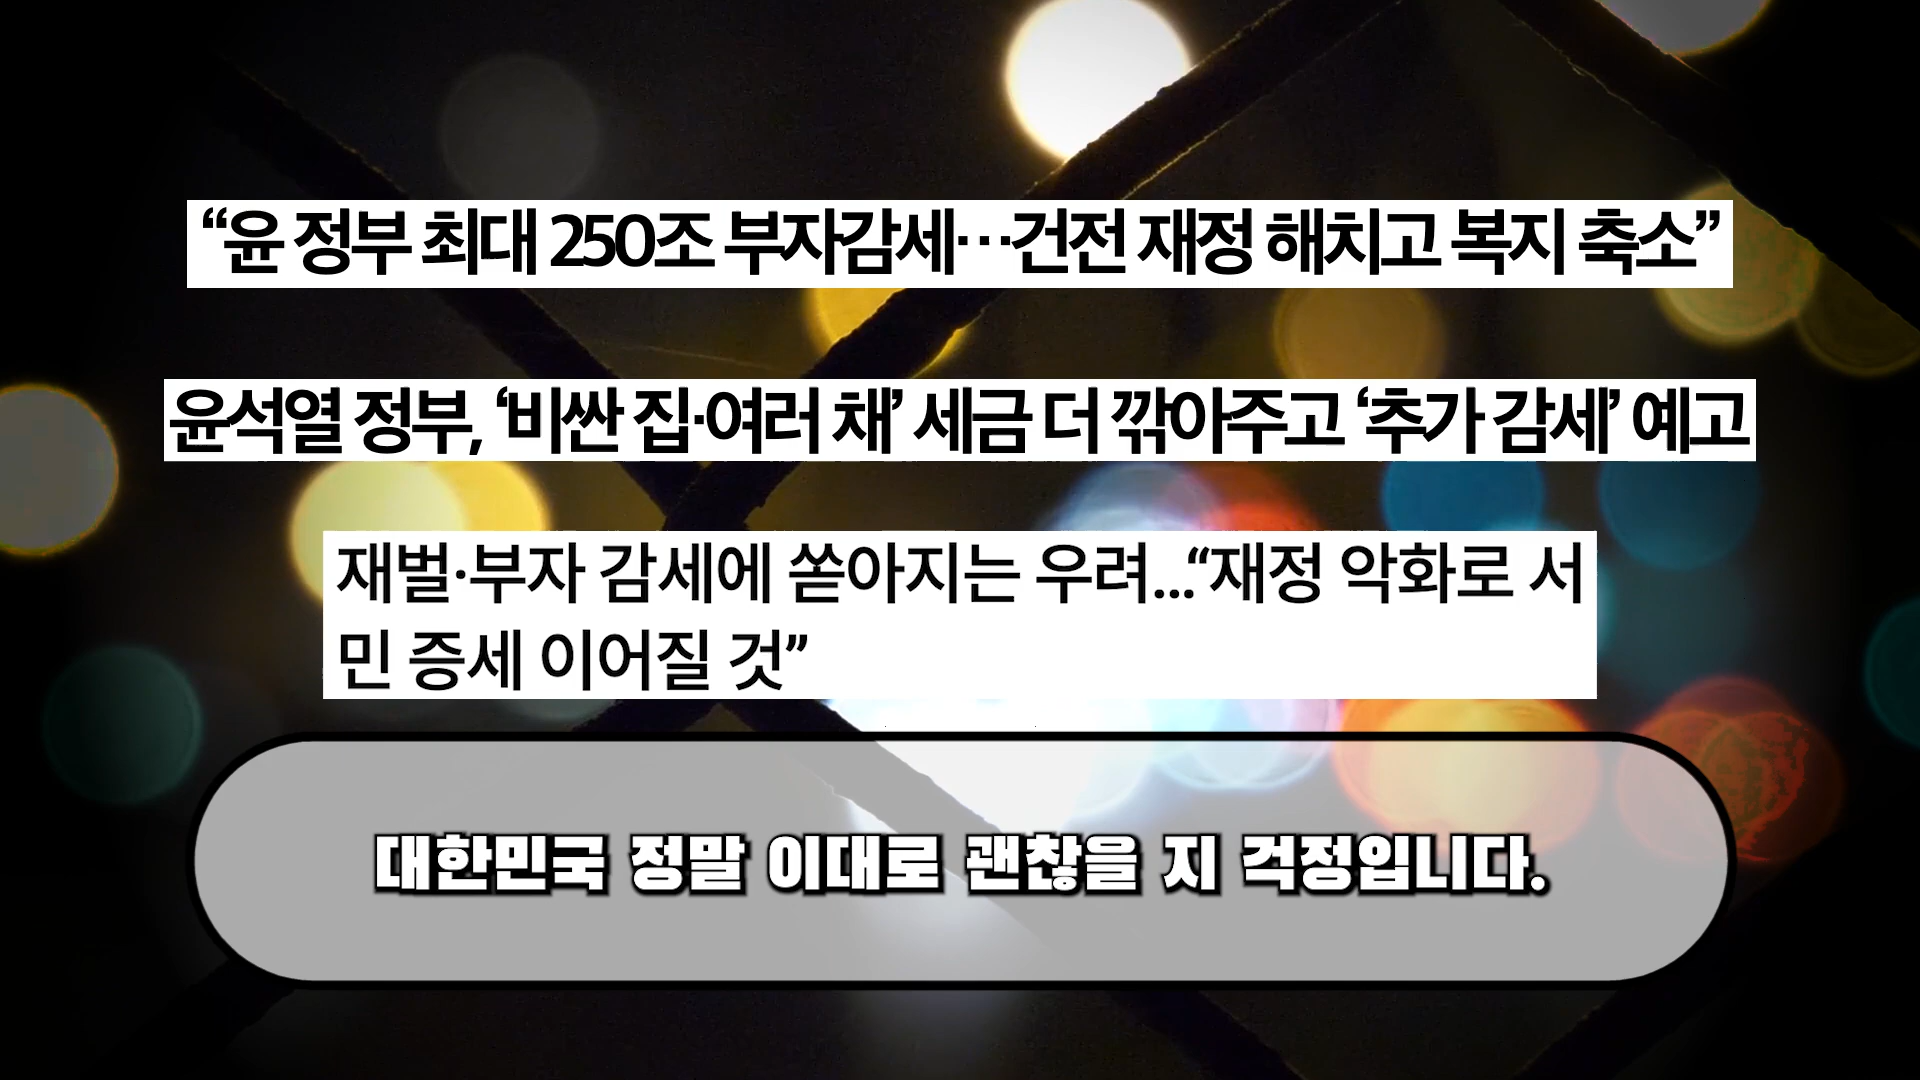 “윤 정부 최대 250조 부자감세…건전 재정 해치고 복지 축소”
윤석열 정부, ‘비싼 집·여러 채’ 세금 더 깎아주고 ‘추가 감세’ 예고
재벌·부자 감세에 쏟아지는 우려...“재정 악화로 서
민 증세 이어질 것”
대한민국 정말 이대로 괜찮을 지 걱정입니다.